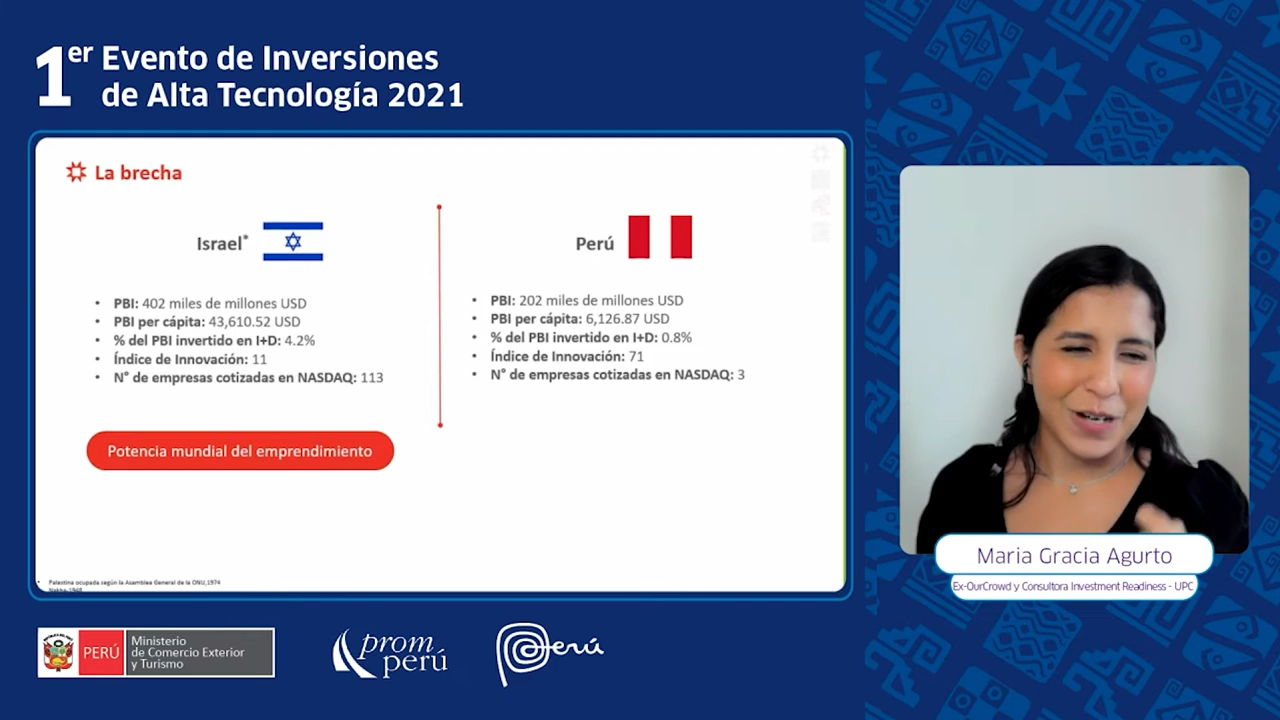 1er Evento de Inversiones
de Alta Tecnología 2021
La brecha
Israel*
PBI: 402 miles de millones USD
PBI per cápita: 43,610.52 USD
% del PBI invertido en I+D: 4.2%
Índice de Innovación: 11
N° de empresas cotizadas en NASDAQ: 113
Potencia mundial del emprendimiento
Perú
PBI: 202 miles de millones USD
PBI per cápita: 6,126.87 USD
% del PBI invertido en I+D: 0.8%
Índice de Innovación: 71
N° de empresas cotizadas en NASDAQ: 3
Palestina ocupada según la Asamblea General de la ONU,1974
Nakba-1948
Maria Gracia Agurto
Ex-OurCrowd y Consultora Investment Readiness - UPC
PERÚ
Ministerio
de Comercio Exterior
y Turismo
prom
perú
Perú